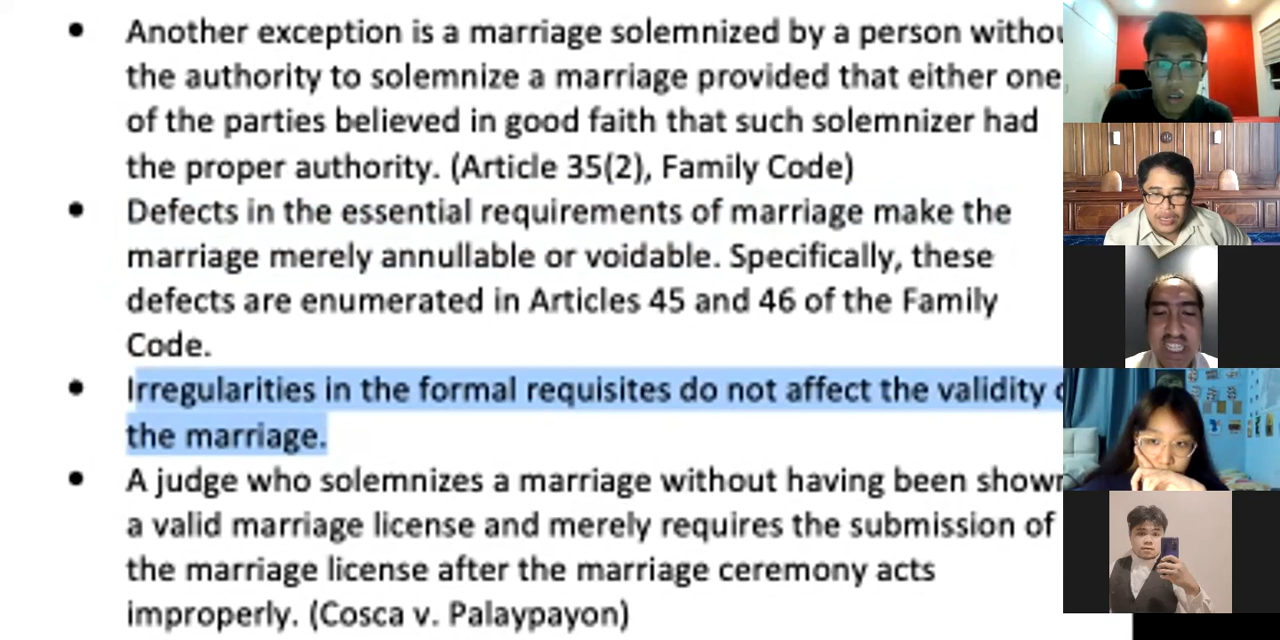 Another exception is a marriage solemnized by a person
the authority to solemnize a marriage provided that either one
of the parties believed in good faith that such solemnizer had
the proper authority. (Article 35(2), Family Code)
Defects in the essential requirements of marriage make the
marriage merely annullable or voidable. Specifically, these
defects are enumerated in Articles 45 and 46 of the Family
Code.
Irregularities in the formal requisites do not affect the validity
the marriage.
A judge who solemnizes a marriage without having been shown
a valid marriage license and merely requires the submission of
the marriage license after the marriage ceremony acts
improperly. (Cosca v. Palaypayon)